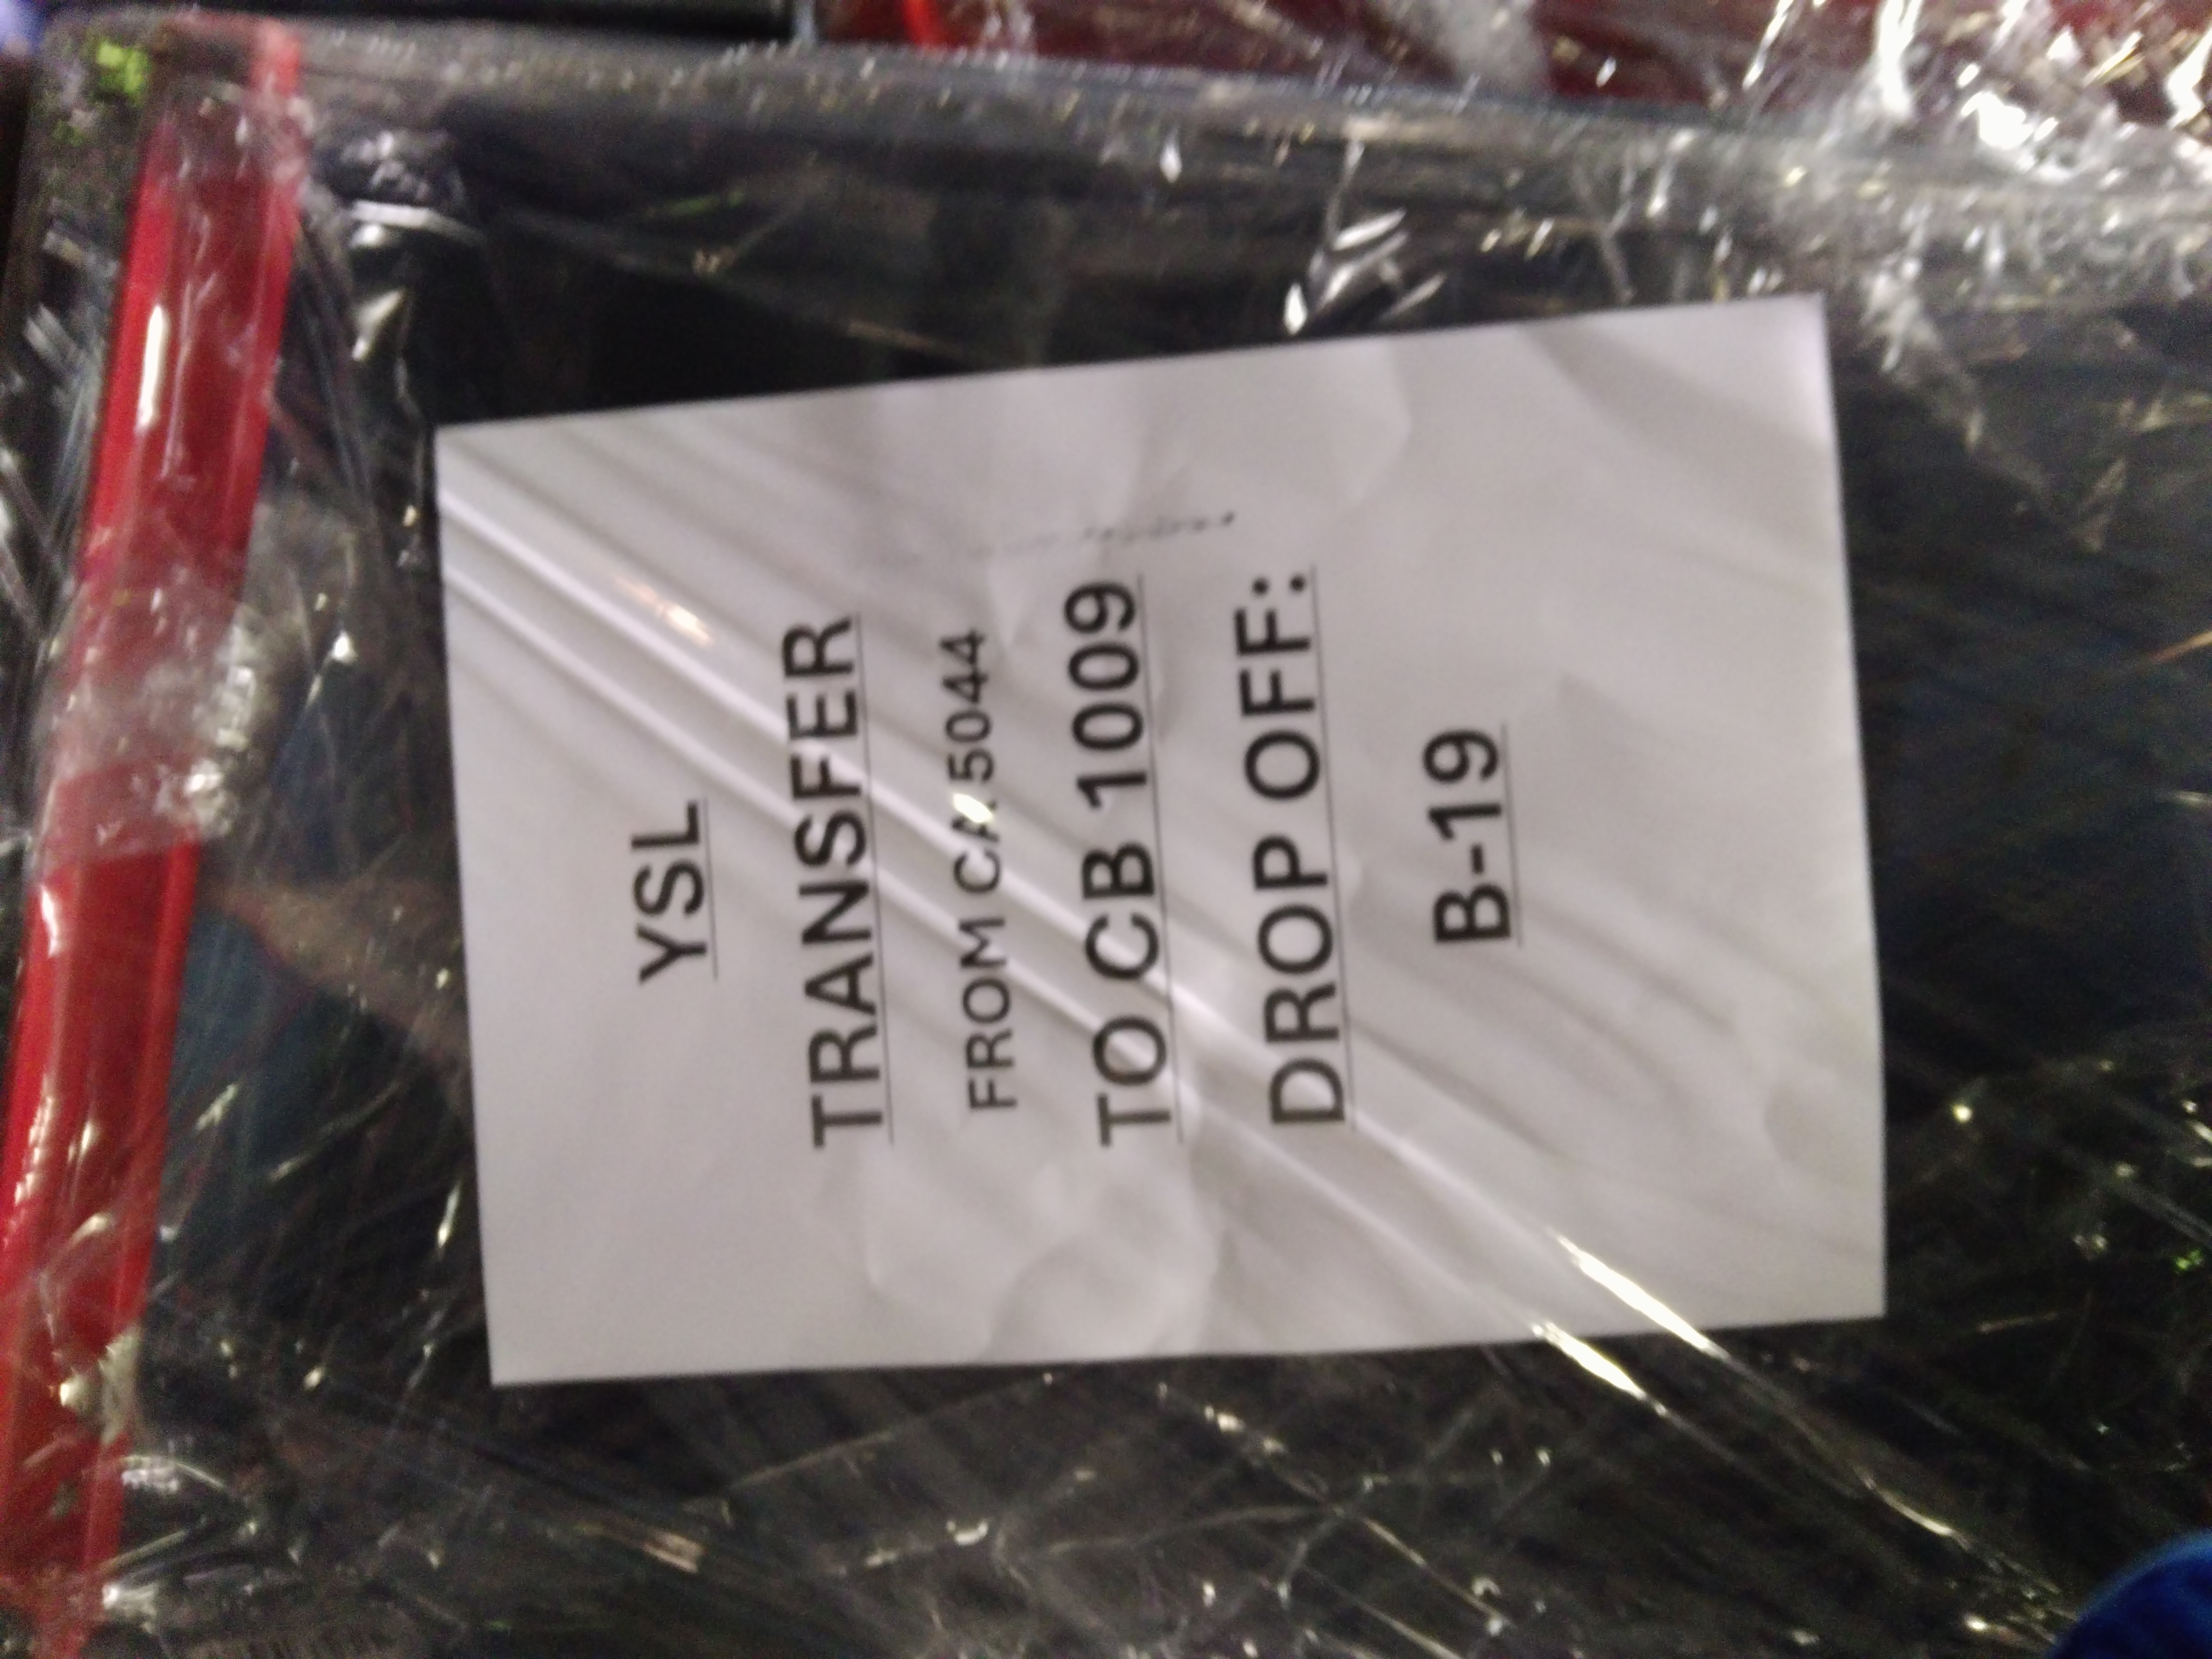 YSL
TRANSFER
FROM CA 5044
TO CB 1009
DROP OFF:
B-19